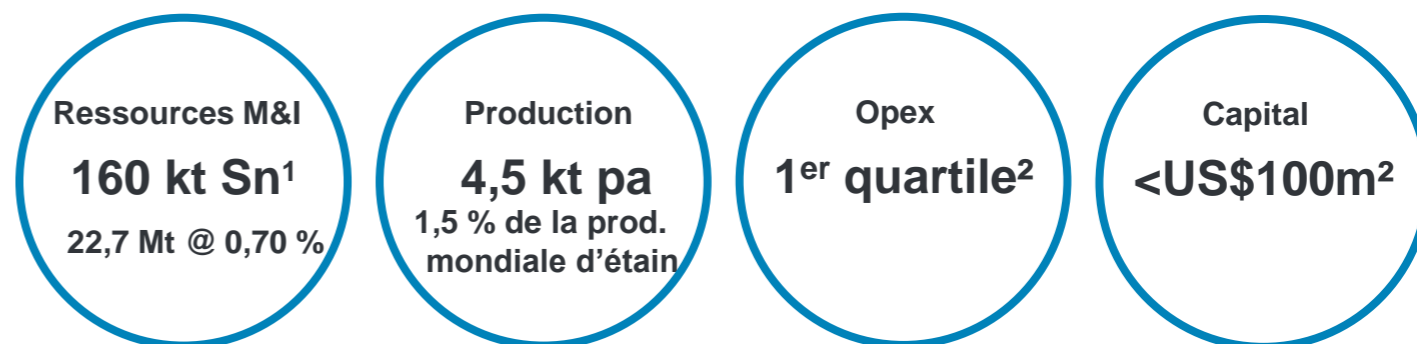 Ressources M&I
160 kt Sn¹
22,7 Mt @ 0,70 %
Production
4,5 kt pa
1,5 % de la prod.
mondiale d’étain
Opex
1er quartile²
Capital
<US$100m²